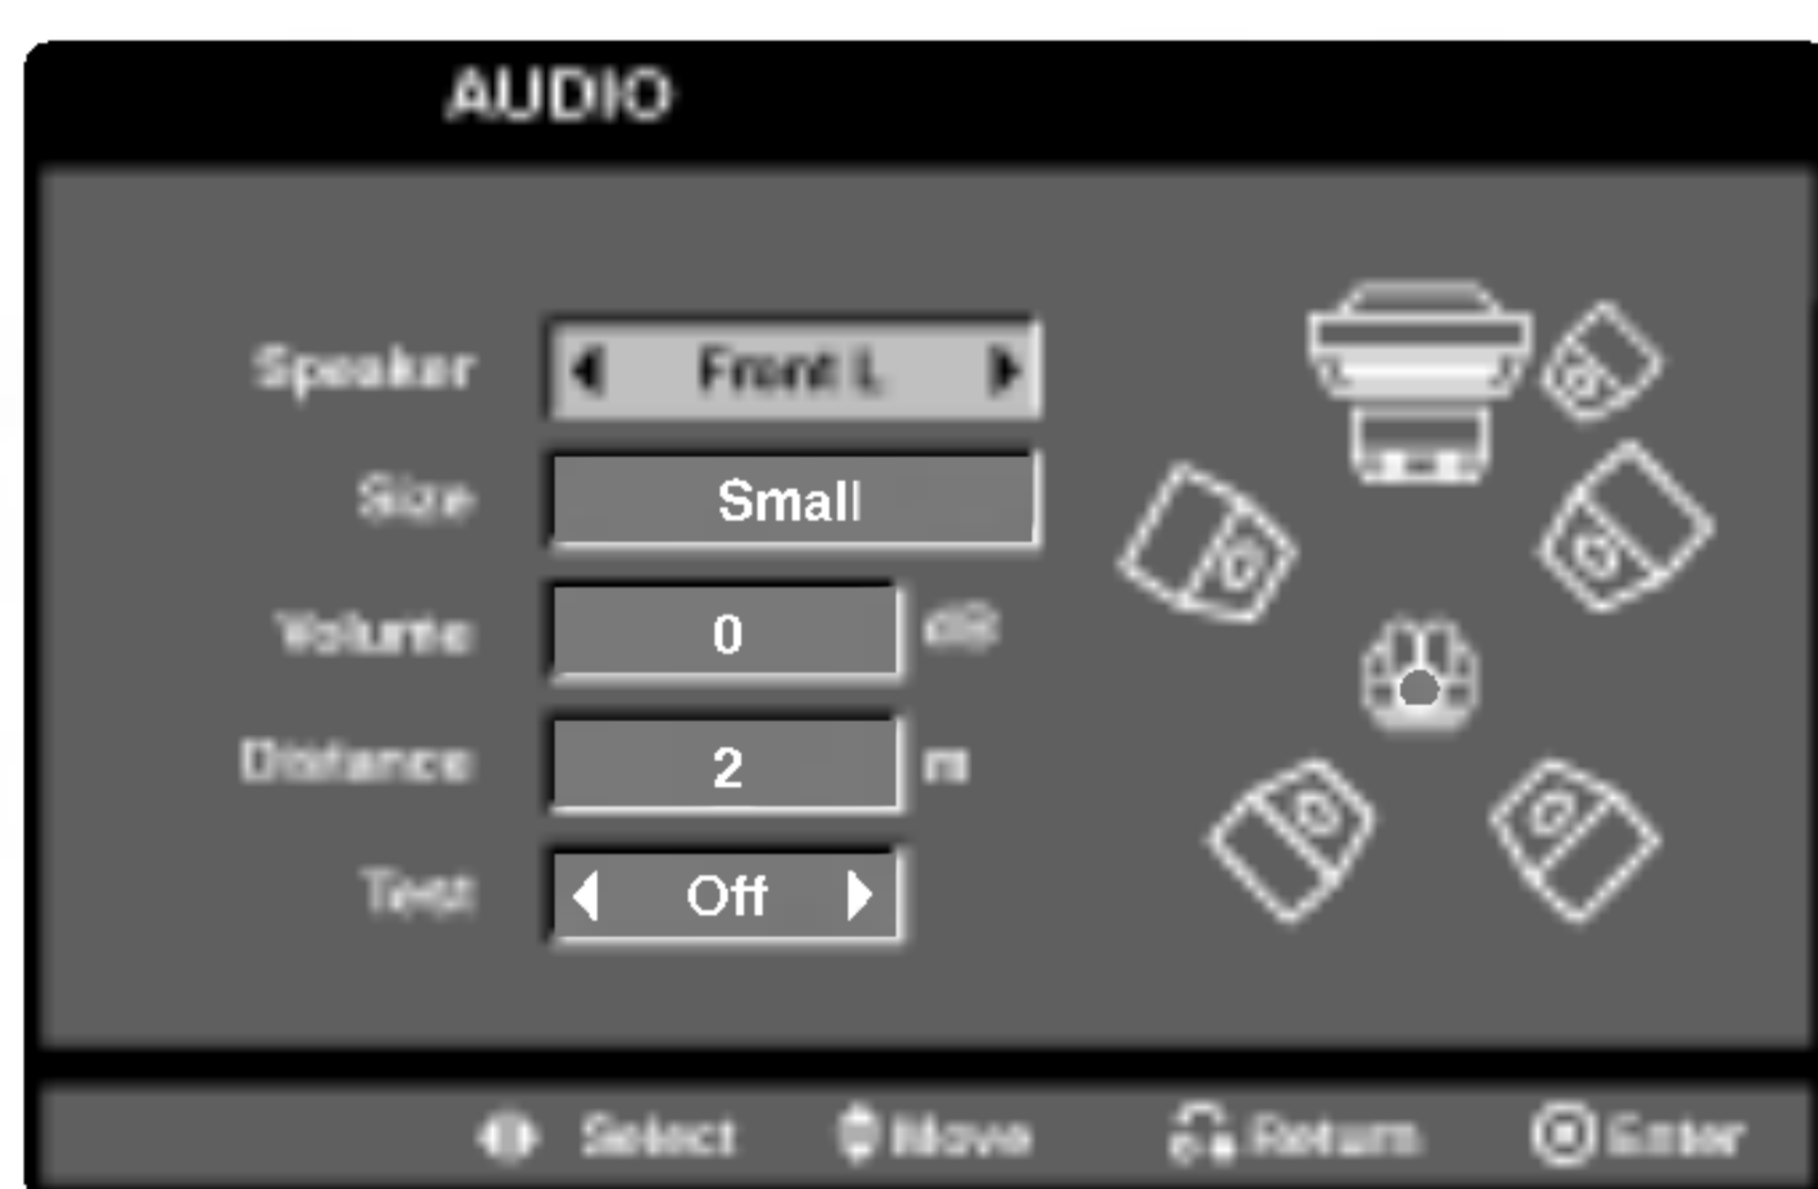 AUDIO
Speaker Front L
Size Small
Volume 0 dB
Distance 2 m
Test Off
Select Move Return Enter